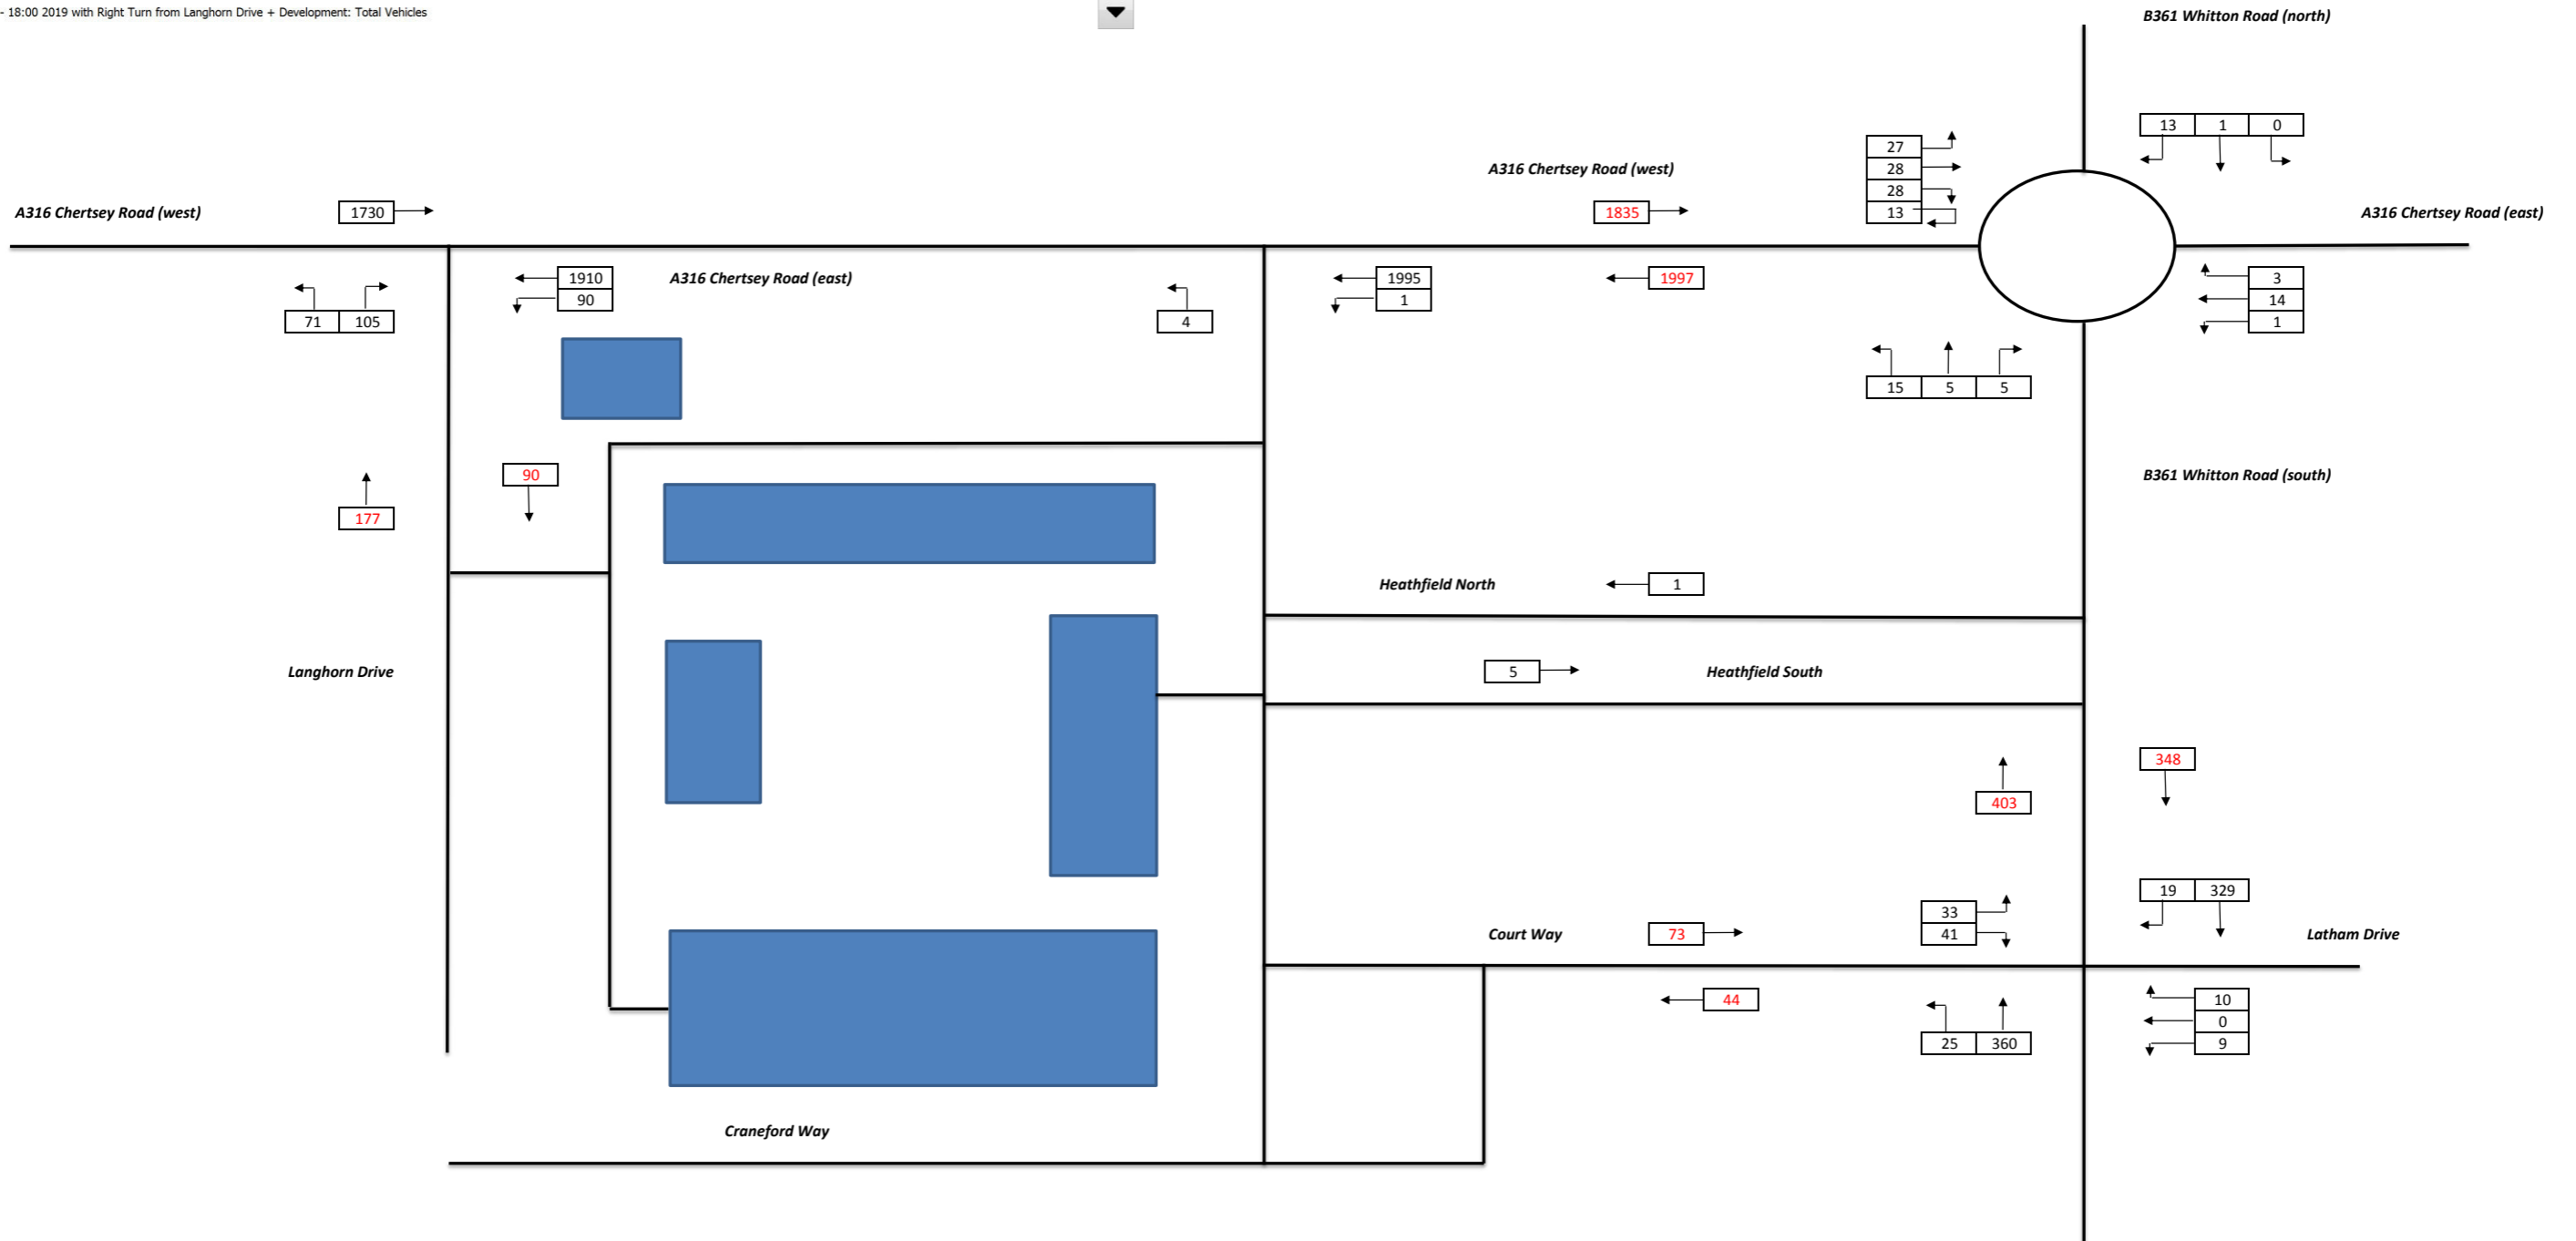 - 18:00 2019 with Right Turn from Langhorn Drive + Development: Total Vehicles
B361 Whitton Road (north)
13 1 0
27
28
28
13
A316 Chertsey Road (west)
A316 Chertsey Road (west)
1730
1835
A316 Chertsey Road (east)
1910
90
A316 Chertsey Road (east)
1995
1
1997
3
14
1
71 105
4
15 5 5
90
B361 Whitton Road (south)
177
Heathfield North
1
Langhorn Drive
5
Heathfield South
348
403
19 329
33
41
Court Way
73
Latham Drive
44
10
0
9
25 360
Craneford Way